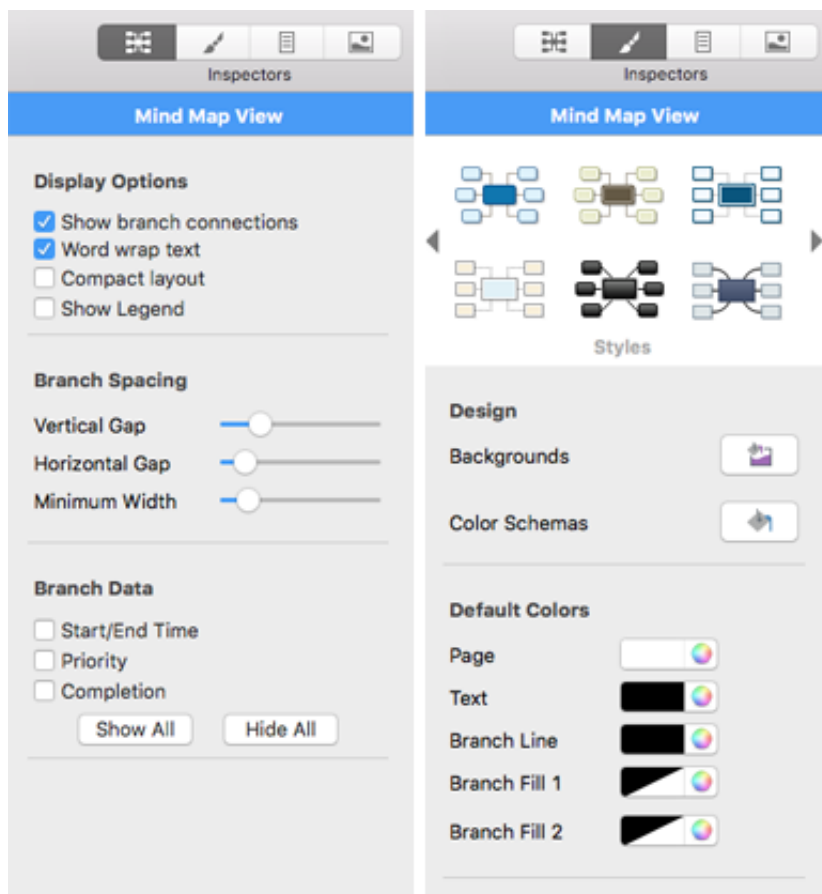 Inspectors
Mind Map View
Display Options
Show branch connections
Word wrap text
Compact layout
Show Legend
Branch Spacing
Vertical Gap
Horizontal Gap
Minimum Width
Branch Data
Start/End Time
Priority
Completion
Show All Hide All
Inspectors
Mind Map View
Styles
Design
Backgrounds
Color Schemas
Default Colors
Page
Text
Branch Line
Branch Fill 1
Branch Fill 2